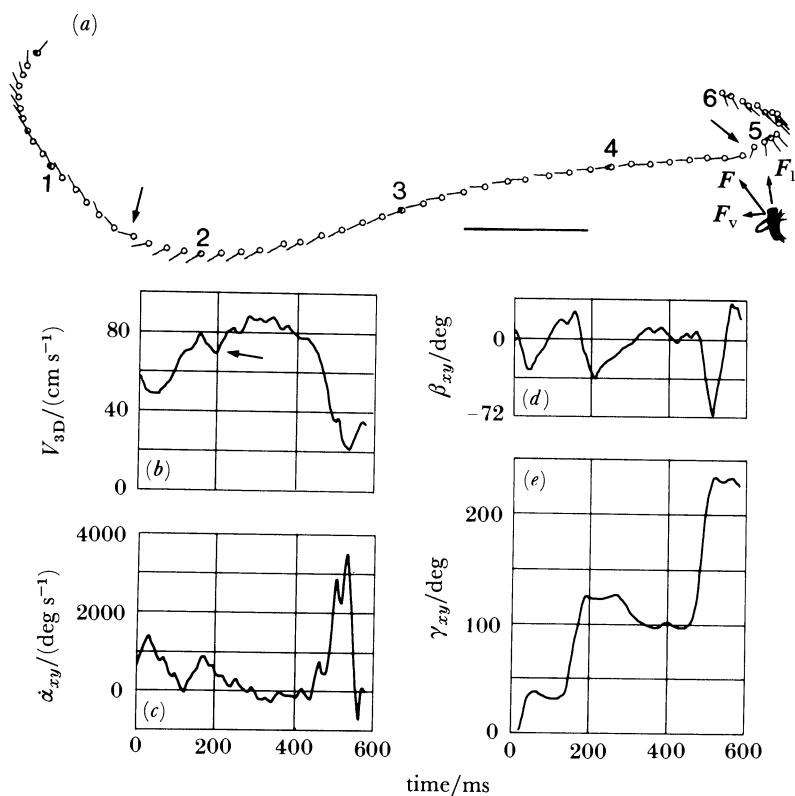 (a)
1
2
3
4
5
6
F
F_l
F_v
V_3D/(cm s⁻¹)
80
40
0
(b)
α̇_xy/(deg s⁻¹)
4000
2000
0
(c)
0 200 400 600
β_xy/deg
0
−72
(d)
γ_xy/deg
200
100
0
(e)
0 200 400 600
time/ms